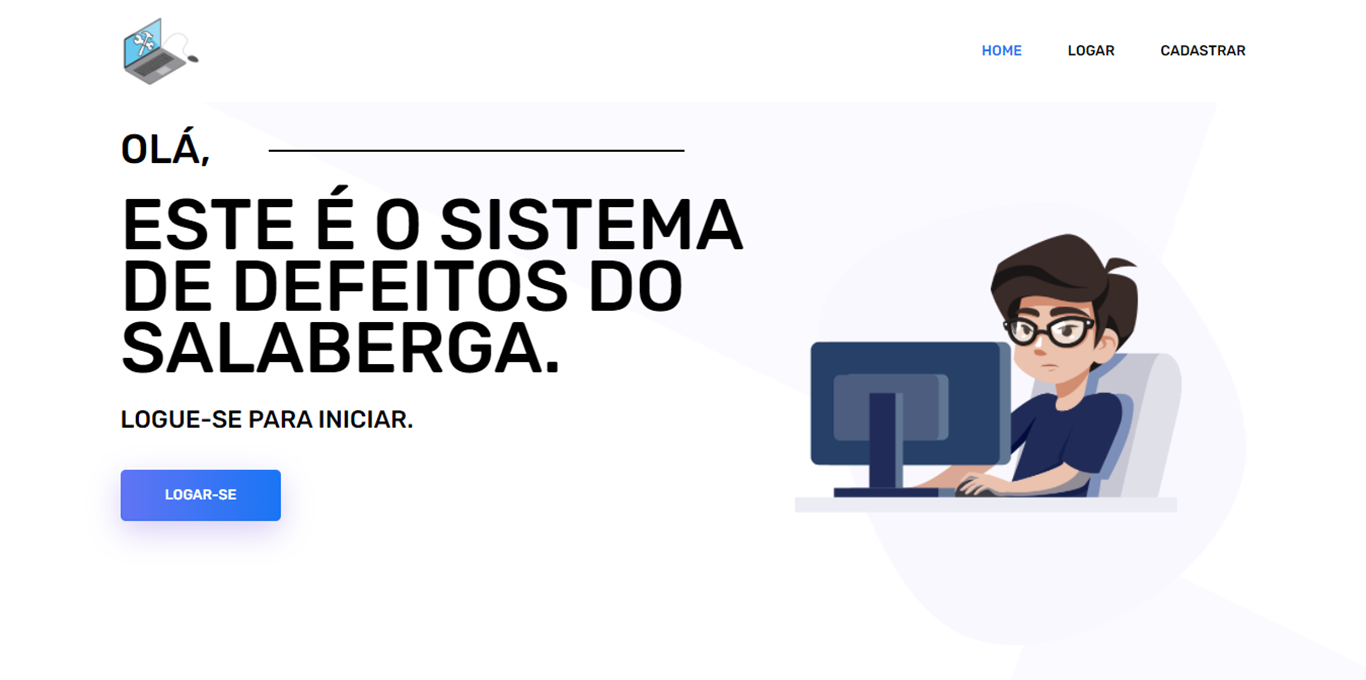 HOME
LOGAR
CADASTRAR
OLÁ,
ESTE É O SISTEMA
DE DEFEITOS DO
SALABERGA.
LOGUE-SE PARA INICIAR.
LOGAR-SE